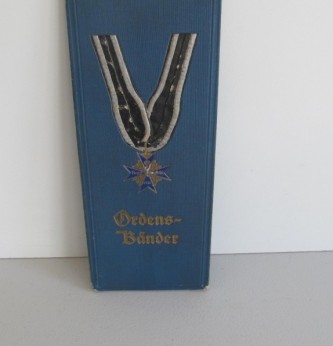 Ordens-
Bänder